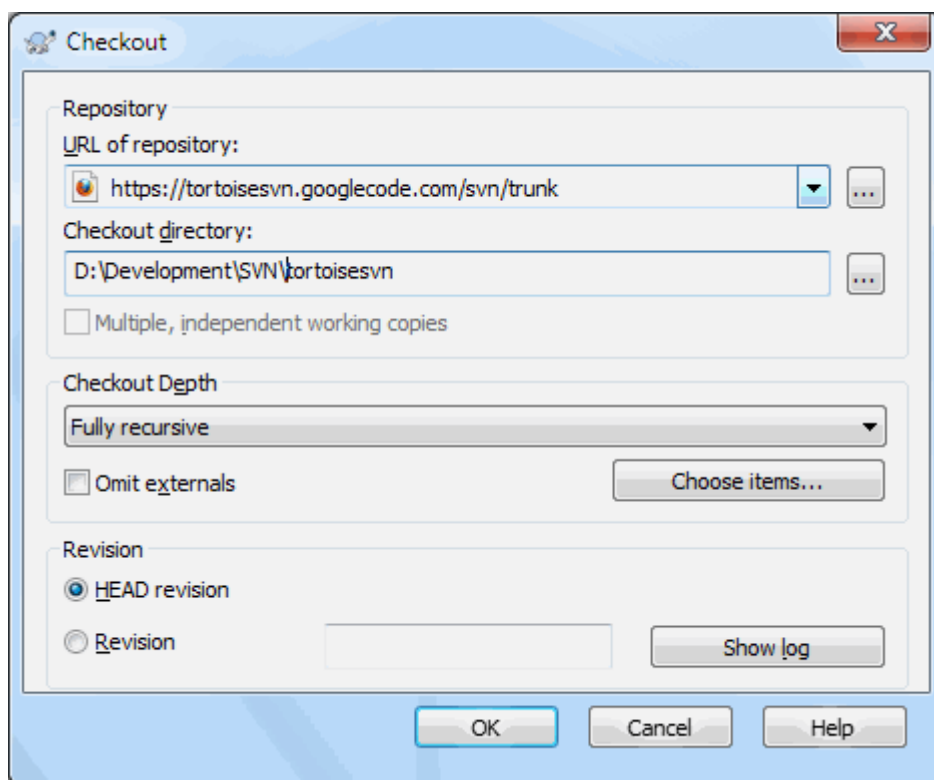 Checkout
Repository
URL of repository:
https://tortoisesvn.googlecode.com/svn/trunk
...
Checkout directory:
D:\Development\SVN\tortoisesvn
...
Multiple, independent working copies
Checkout Depth
Fully recursive
Omit externals
Choose items...
Revision
HEAD revision
Revision
Show log
OK Cancel Help